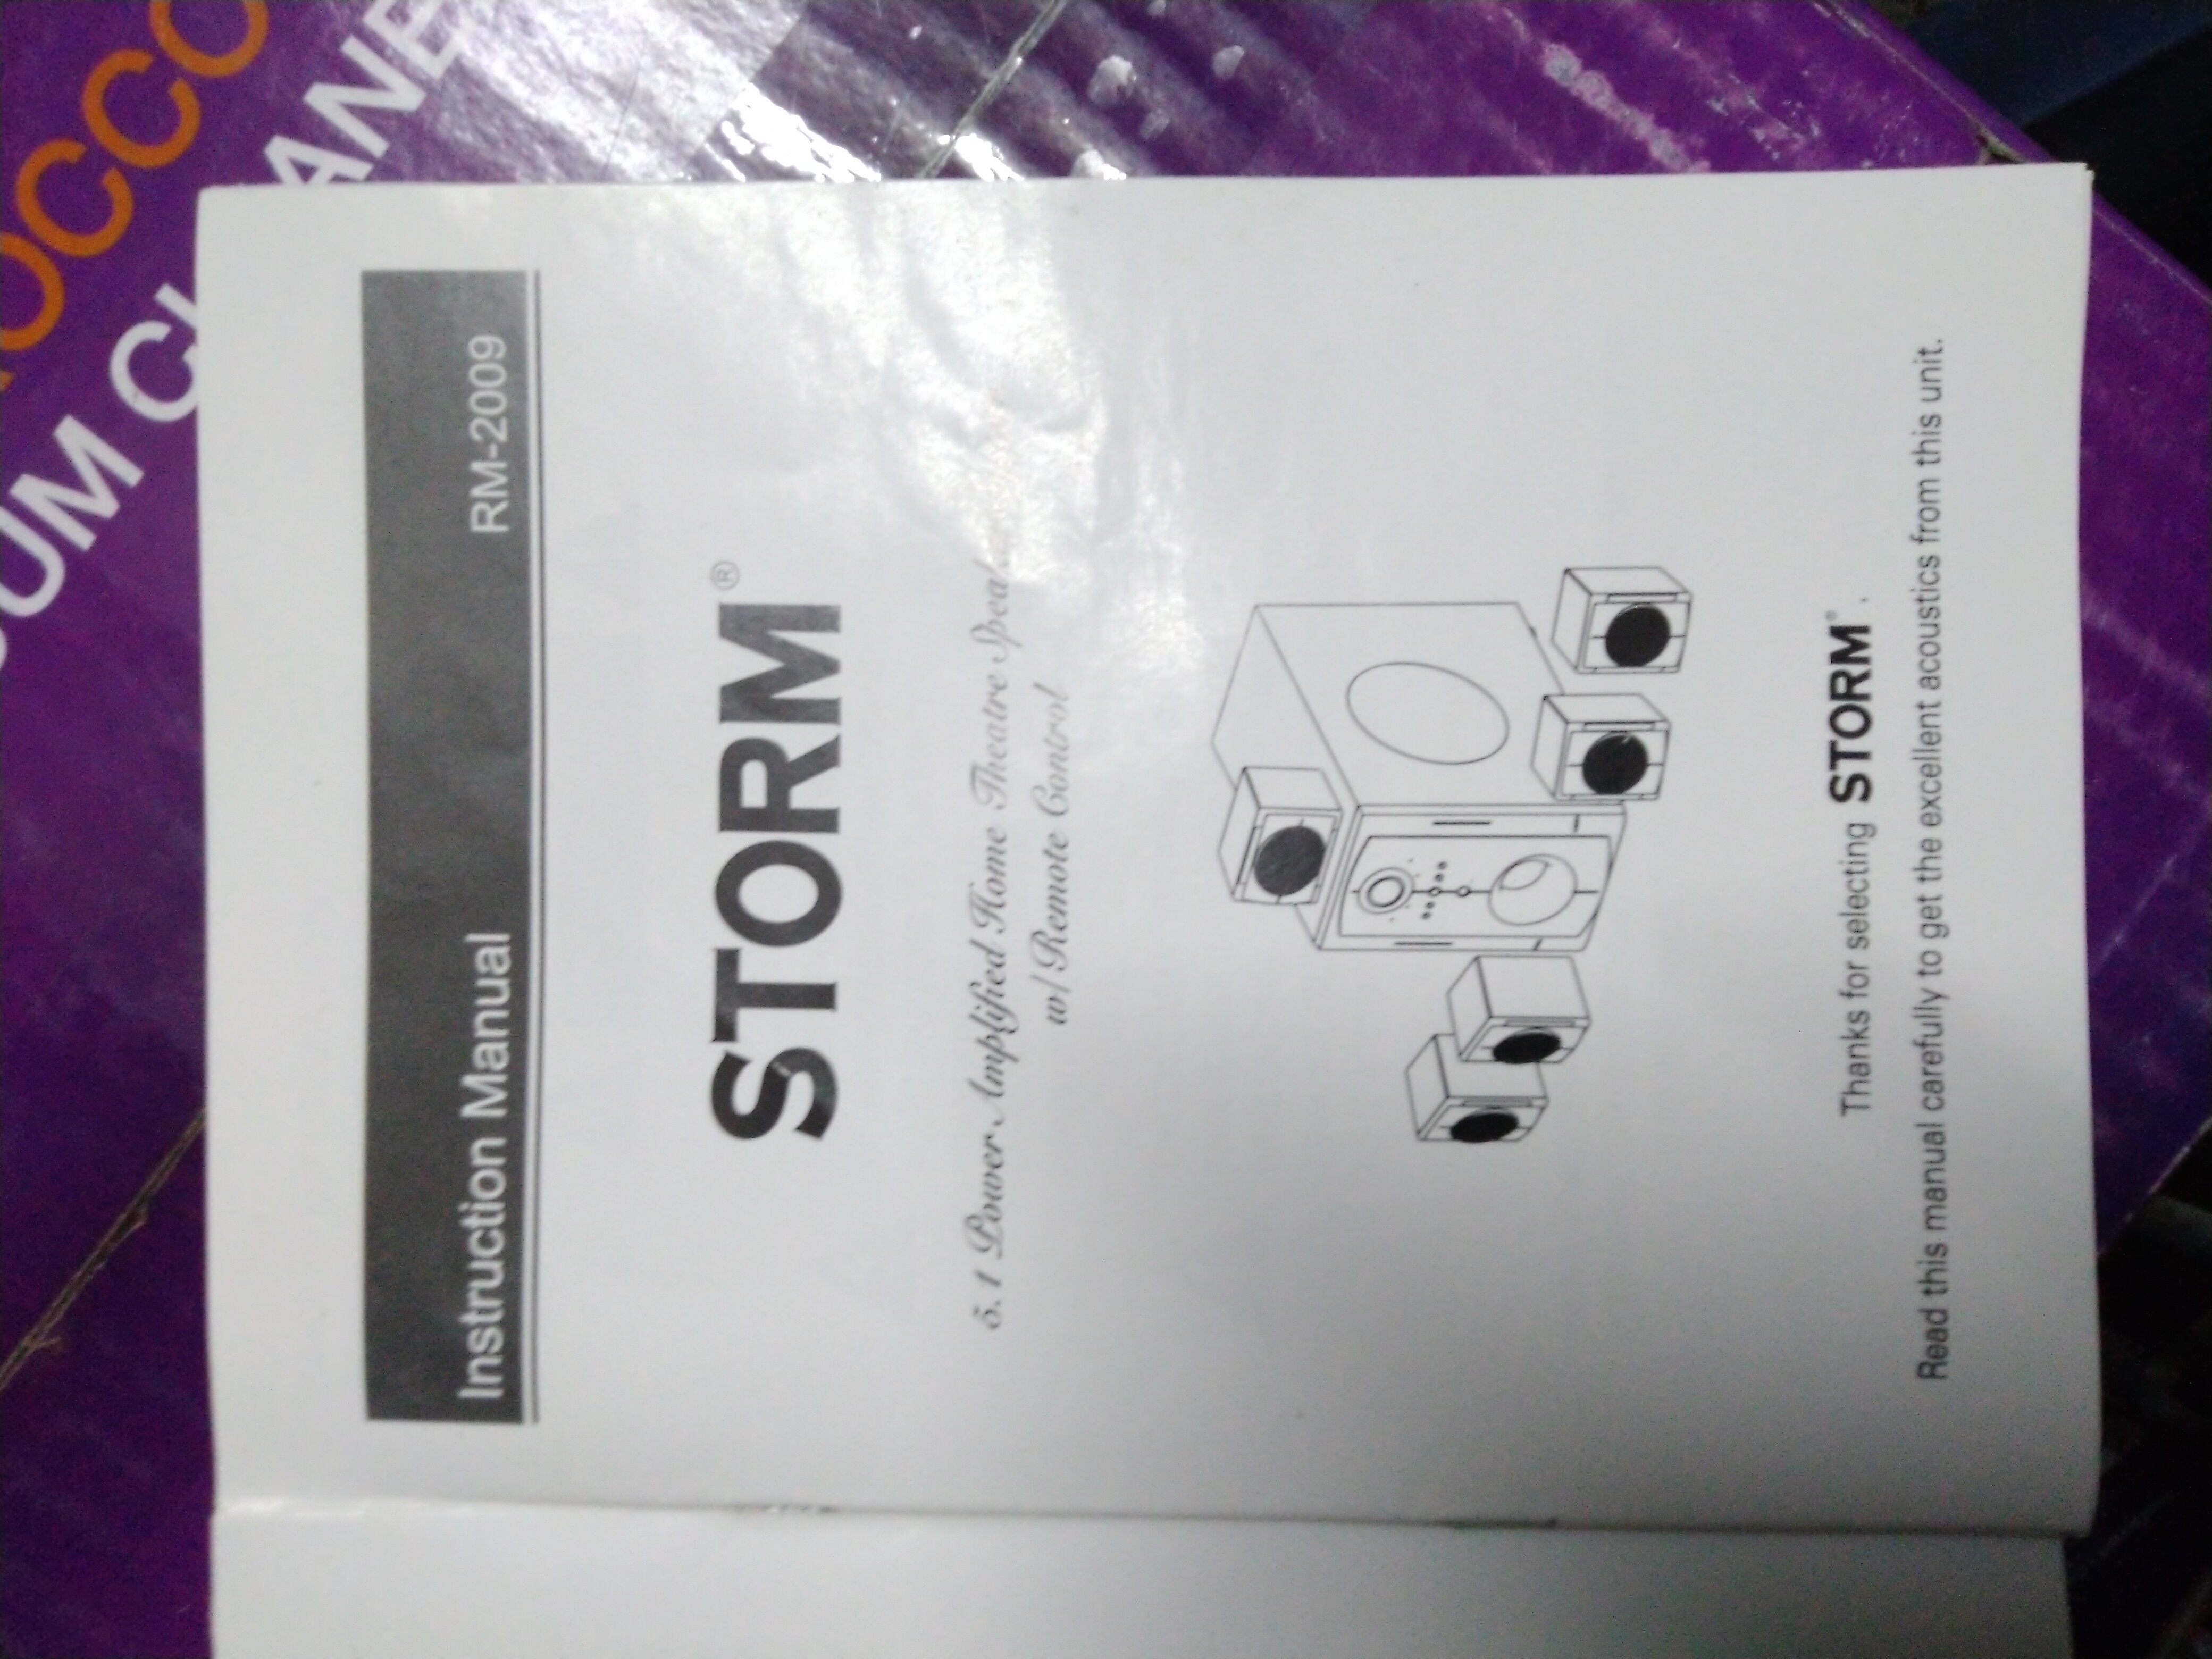 Instruction Manual RM-2009
STORM®
5.1 Power Amplified Home Theatre
w/ Remote Control
Thanks for selecting STORM®.
Read this manual carefully to get the excellent acoustics from this unit.